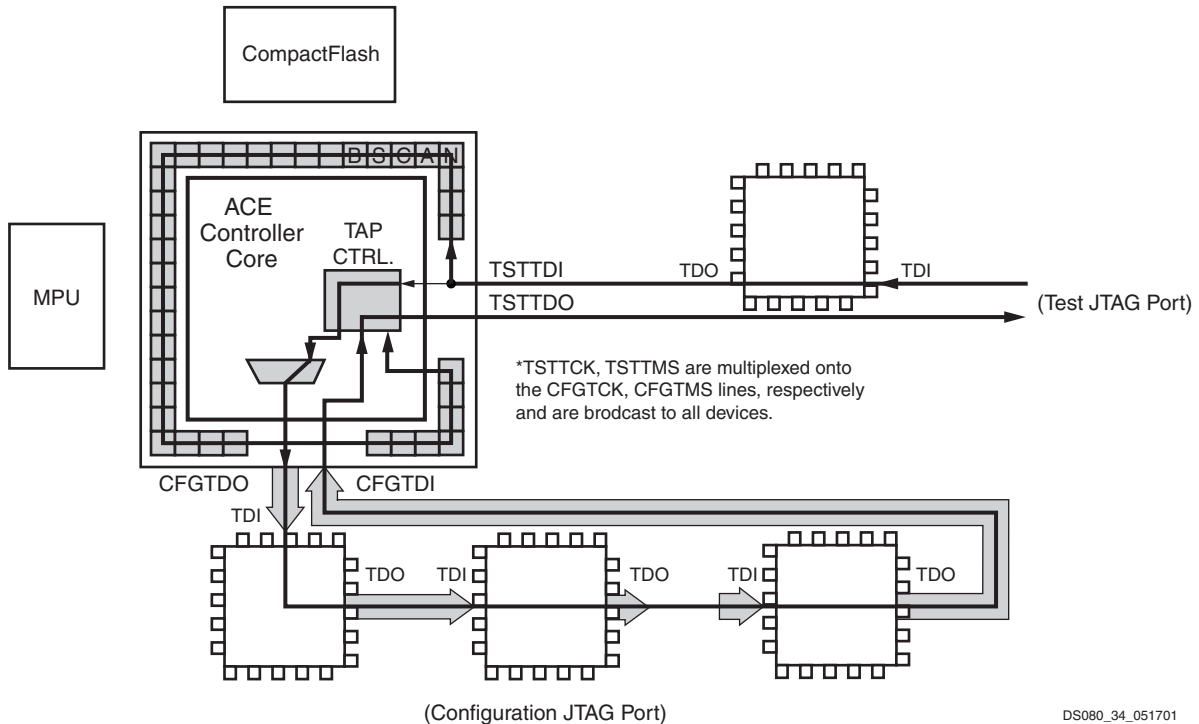 CompactFlash
BSCAN
ACE
Controller
Core
TAP
CTRL.
MPU
TSTTDI
TDO
TDI
TSTTDO
(Test JTAG Port)
*TSTTCK, TSTTMS are multiplexed onto
the CFGTCK, CFGTMS lines, respectively
and are brodcast to all devices.
CFGTDO
CFGTDI
TDI
TDO
TDI
TDO
TDI
TDO
(Configuration JTAG Port)
DS080_34_051701